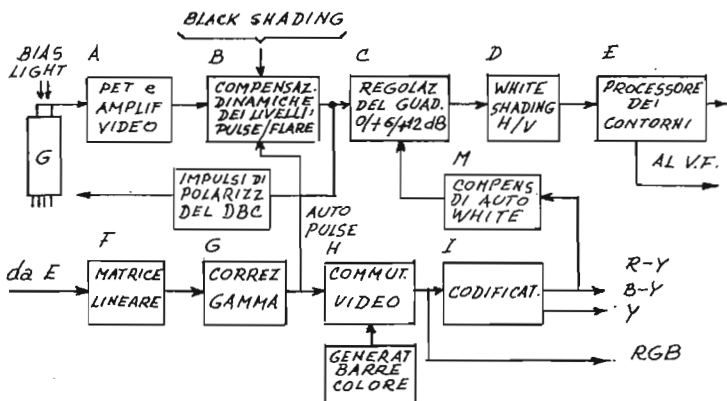 BLACK SHADING
BIAS
LIGHT
A
B
C
D
E
PET e
AMPLIF
VIDEO
COMPENSAZ.
DINAMICHE
DEI LIVELLI:
PULSE/FLARE
REGOLAZ
DEL GUAD.
0/+6/+12 dB
WHITE
SHADING
H/V
PROCESSORE
DEI
CONTORNI
G
IMPULSI DI
POLARIZZ
DEL DBC
M
COMPENS
DI AUTO
WHITE
AL V.F.
AUTO
PULSE
F
G
H
I
da E
MATRICE
LINEARE
CORREZ
GAMMA
COMMUT.
VIDEO
CODIFICAT.
R-Y
B-Y
Y
GENERAT
BARRE
COLORE
RGB